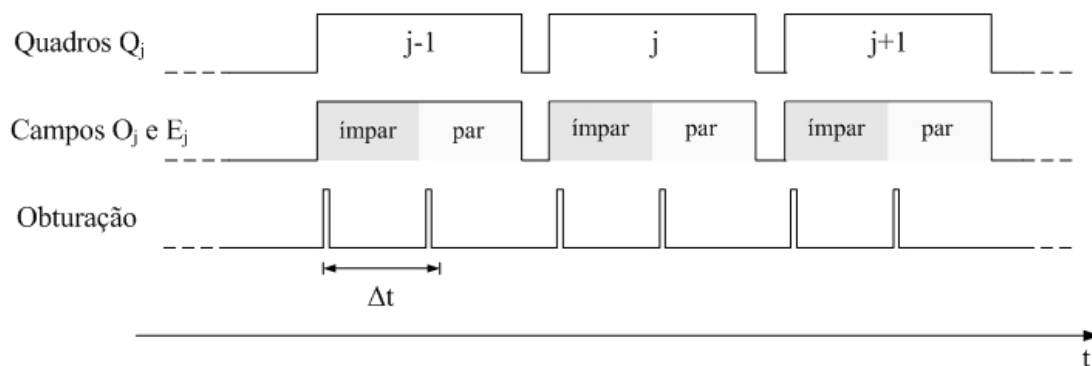 Quadros Qj j-1 j j+1
Campos Oj e Ej ímpar par ímpar par ímpar par
Obturação
Δt
t